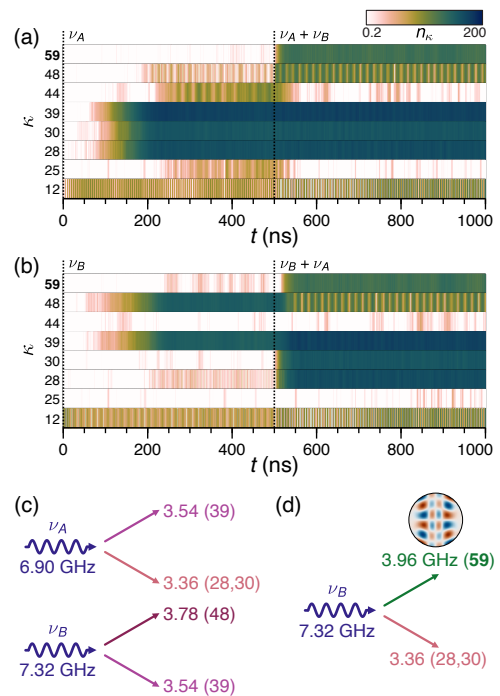 0.2 n_κ 200
(a) ν_A ν_A + ν_B
59
48
44
39
κ
30
28
25
12
0 200 400 600 800 1000
t (ns)
(b) ν_B ν_B + ν_A
59
48
44
39
κ
30
28
25
12
0 200 400 600 800 1000
t (ns)
(c)
3.54 (39)
ν_A
6.90 GHz
3.36 (28,30)
3.78 (48)
ν_B
7.32 GHz
3.54 (39)
(d)
3.96 GHz (59)
ν_B
7.32 GHz
3.36 (28,30)